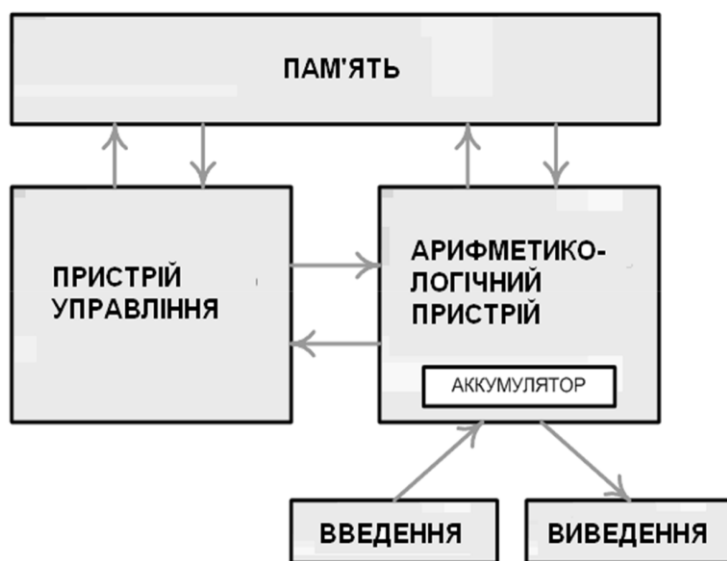 ПАМ'ЯТЬ
ПРИСТРІЙ
УПРАВЛІННЯ
АРИФМЕТИКО-
ЛОГІЧНИЙ
ПРИСТРІЙ
АККУМУЛЯТОР
ВВЕДЕННЯ
ВИВЕДЕННЯ